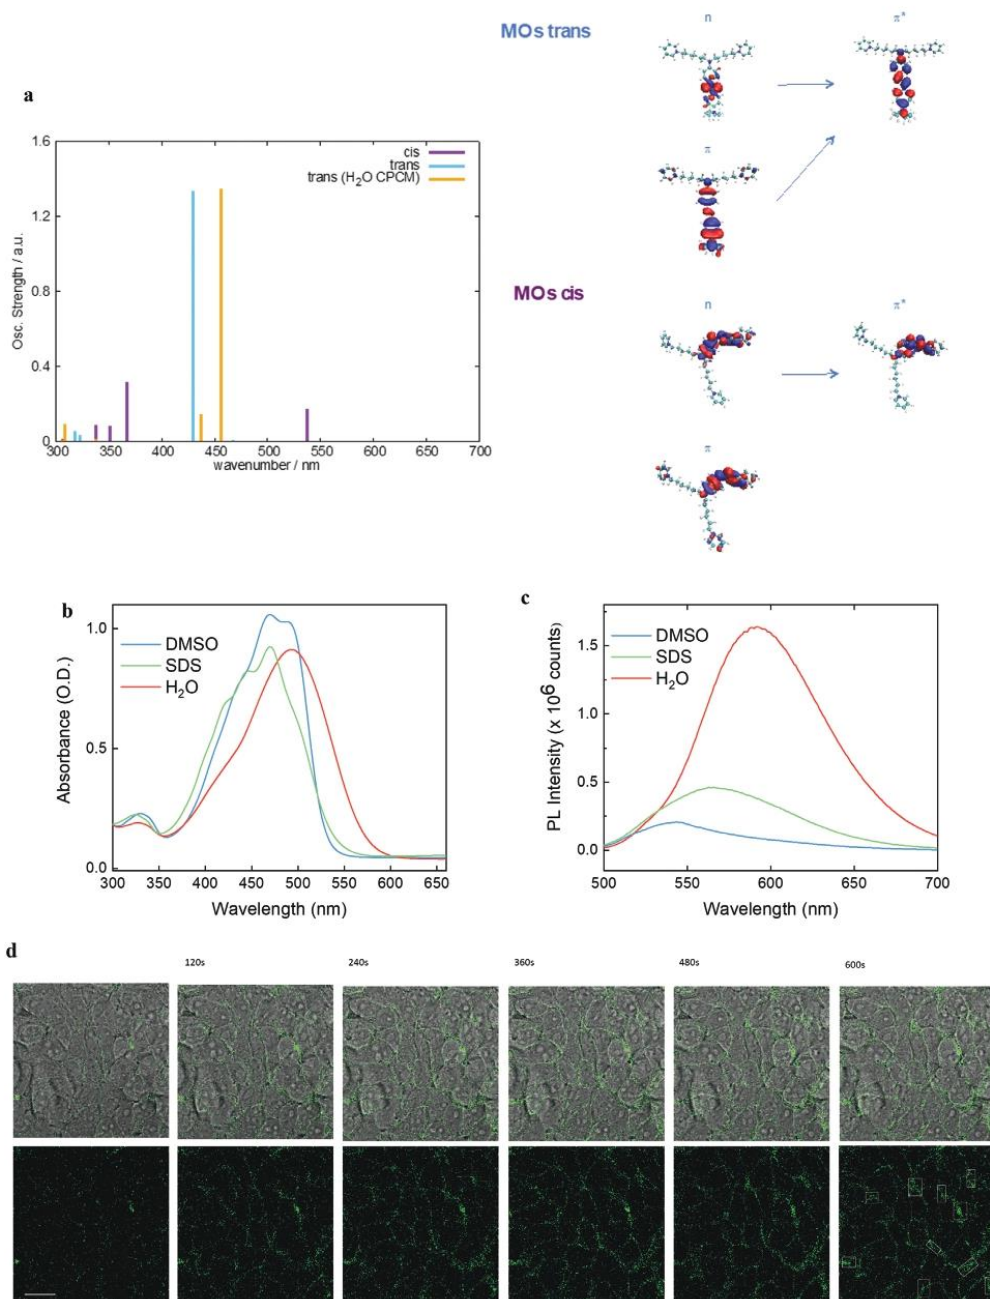 MOs trans
n
π*
π
a
1.6
1.2
0.8
0.4
0
Osc. Strength / a.u.
cis
trans
trans (H₂O CPCM)
300 350 400 450 500 550 600 650 700
wavenumber / nm
MOs cis
n
π*
π
b
1.0
0.5
0.0
Absorbance (O.D.)
DMSO
SDS
H₂O
300 350 400 450 500 550 600 650
Wavelength (nm)
c
1.5
1.0
0.5
0.0
PL Intensity (x 10⁶ counts)
DMSO
SDS
H₂O
500 550 600 650 700
Wavelength (nm)
d
120s 240s 360s 480s 600s